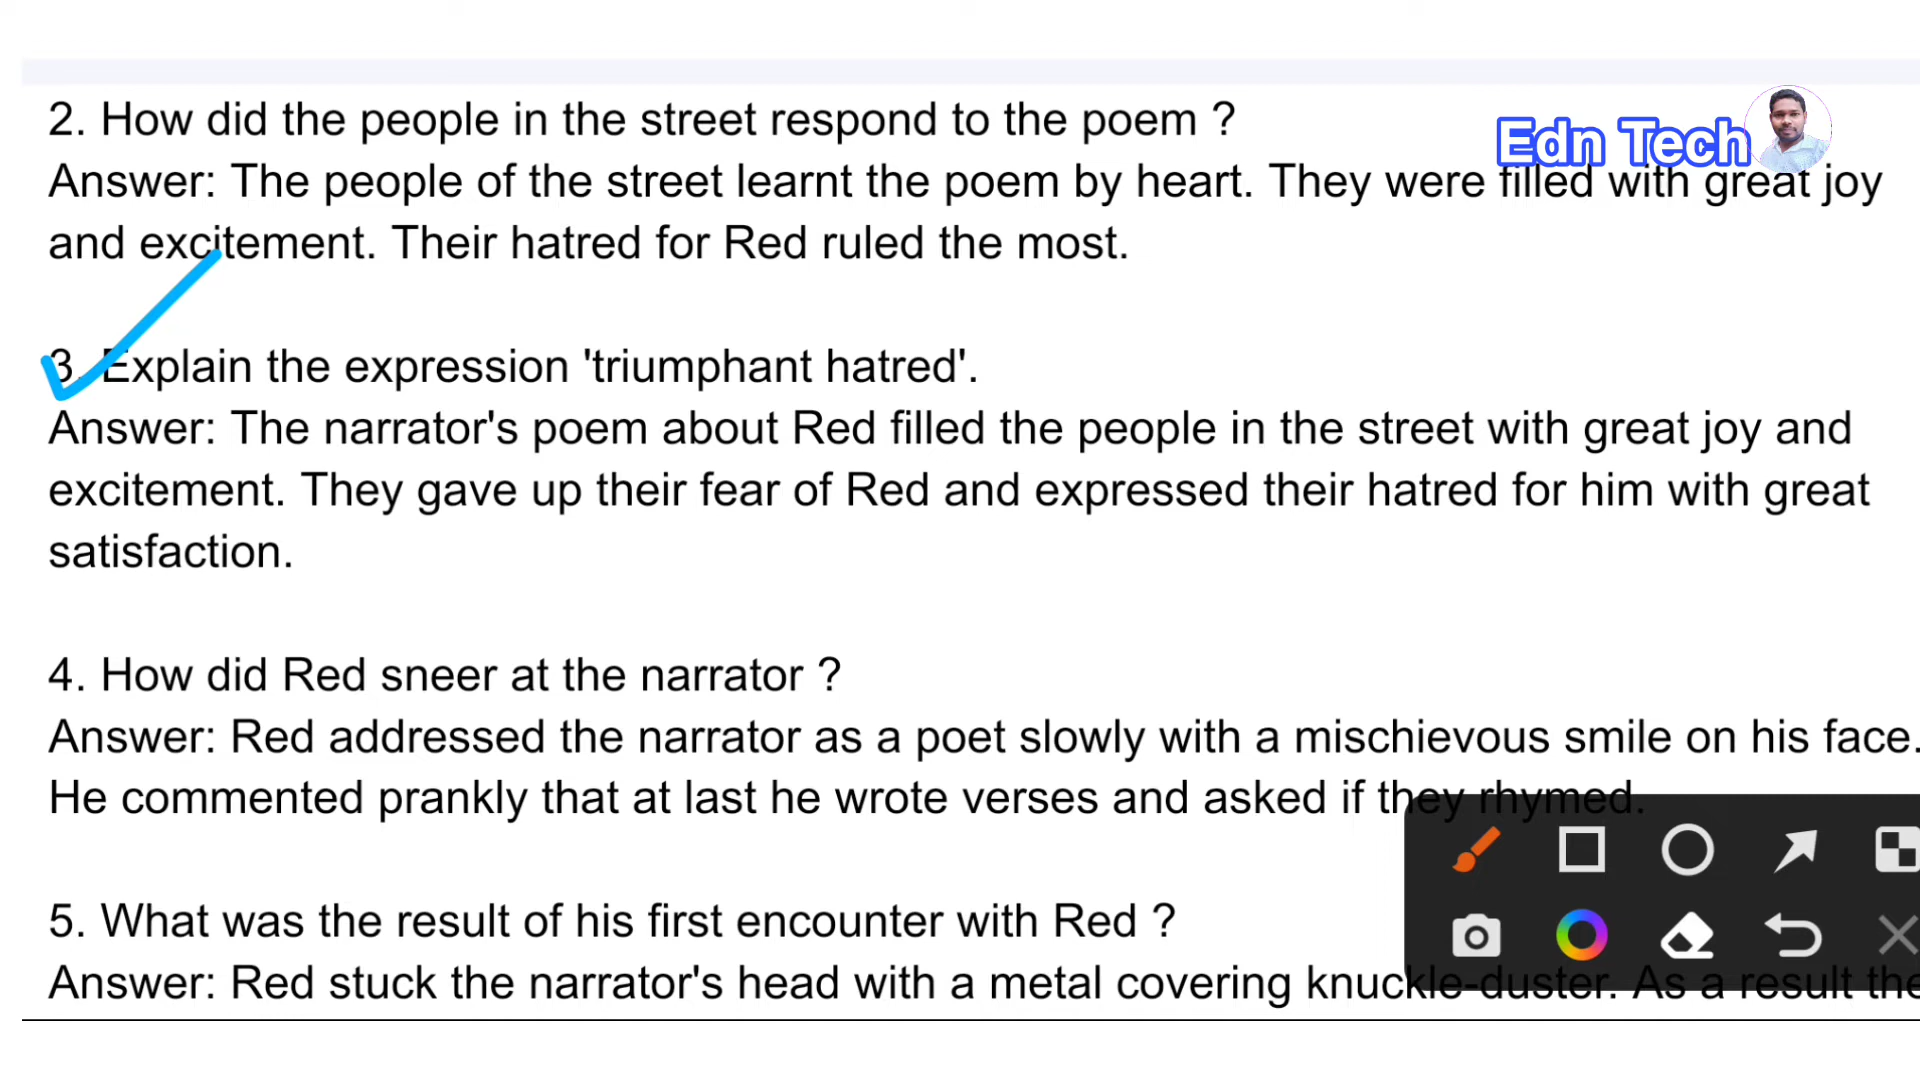 2. How did the people in the street respond to the poem ?
Edn Tech
Answer: The people of the street learnt the poem by heart. They were filled with great joy
and excitement. Their hatred for Red ruled the most.
3. Explain the expression 'triumphant hatred'.
Answer: The narrator's poem about Red filled the people in the street with great joy and
excitement. They gave up their fear of Red and expressed their hatred for him with great
satisfaction.
4. How did Red sneer at the narrator ?
Answer: Red addressed the narrator as a poet slowly with a mischievous smile on his face.
He commented prankly that at last he wrote verses and asked if they rhymed.
5. What was the result of his first encounter with Red ?
Answer: Red stuck the narrator's head with a metal covering knuckle-duster. As a result the